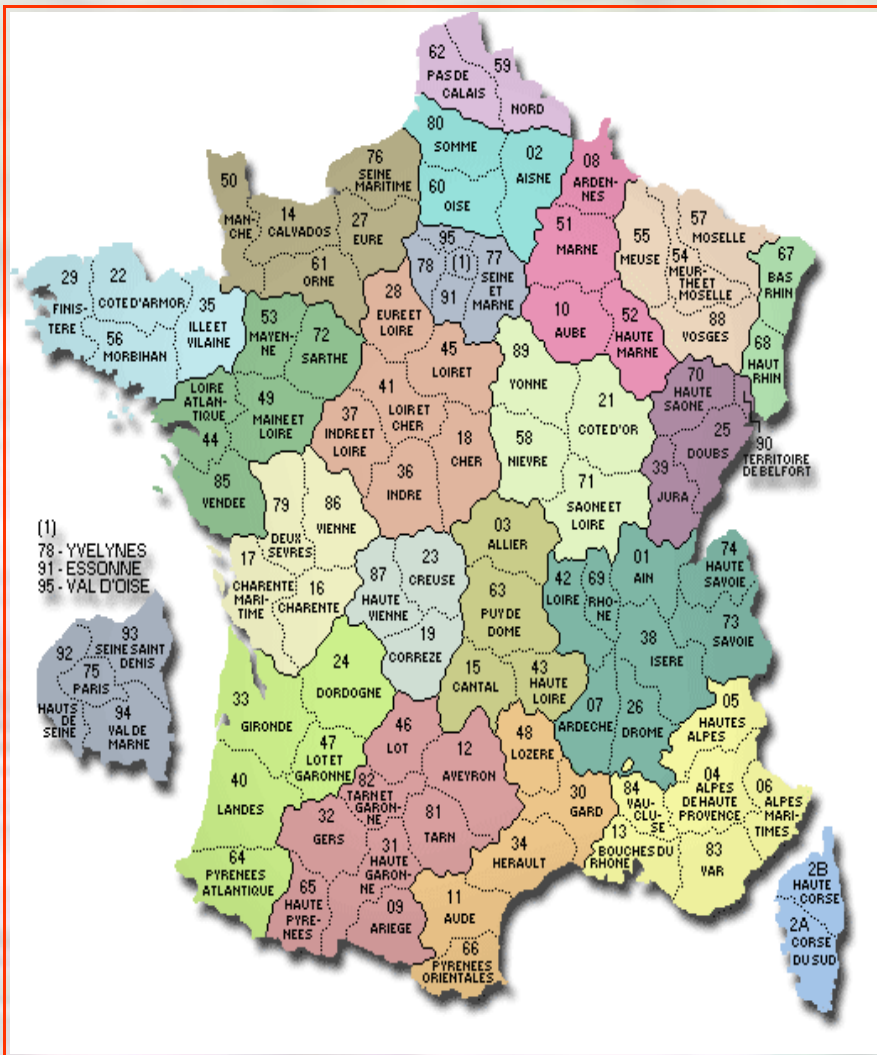 62
PAS DE
CALAIS
59
NORD
80
SOMME
02
AISNE
60
OISE
76
SEINE
MARITIME
50
MAN-
CHE
14
CALVADOS
27
EURE
61
ORNE
08
ARDEN-
NES
51
MARNE
10
AUBE
52
HAUTE
MARNE
55
MEUSE
54
MEUR-
THE ET
MOSELLE
57
MOSELLE
88
VOSGES
67
BAS
RHIN
68
HAUT
RHIN
95
78
(1)
91
77
SEINE
ET
MARNE
29
FINIS-
TERE
22
COTE D'ARMOR
35
ILLE ET
VILAINE
56
MORBIHAN
53
MAYEN-
NE
72
SARTHE
LOIRE
ATLAN-
TIQUE
44
49
MAINE ET
LOIRE
85
VENDEE
28
EURE ET
LOIRE
45
LOIRET
41
LOIR ET
CHER
37
INDRE ET
LOIRE
18
CHER
36
INDRE
89
YONNE
21
COTE D'OR
58
NIEVRE
71
SAONE ET
LOIRE
70
HAUTE
SAONE
25
DOUBS
39
JURA
90
TERRITOIRE
DE BELFORT
79
DEUX
SEVRES
86
VIENNE
17
CHARENTE
MARI-
TIME
16
CHARENTE
87
HAUTE
VIENNE
23
CREUSE
19
CORREZE
03
ALLIER
63
PUY DE
DOME
15
CANTAL
43
HAUTE
LOIRE
42
LOIRE
69
RHO-
NE
01
AIN
74
HAUTE
SAVOIE
73
SAVOIE
38
ISERE
07
ARDECHE
26
DROME
(1)
78 - YVELYNES
91 - ESSONNE
95 - VAL D'OISE
92
HAUTS
DE
SEINE
93
SEINE SAINT
DENIS
75
PARIS
94
VAL DE
MARNE
24
DORDOGNE
33
GIRONDE
47
LOT ET
GARONNE
40
LANDES
64
PYRENEES
ATLANTIQUE
46
LOT
12
AVEYRON
82
TARN ET
GARON-
NE
81
TARN
32
GERS
31
HAUTE
GARON-
NE
65
HAUTE
PYRE-
NEES
09
ARIEGE
48
LOZERE
30
GARD
34
HERAULT
11
AUDE
66
PYRENEES
ORIENTALES
05
HAUTES
ALPES
04
ALPES
DE HAUTE
PROVENCE
06
ALPES
MARI-
TIMES
84
VAU-
CLU-
SE
13
BOUCHES DU
RHONE
83
VAR
2B
HAUTE
CORSE
2A
CORSE
DU SUD